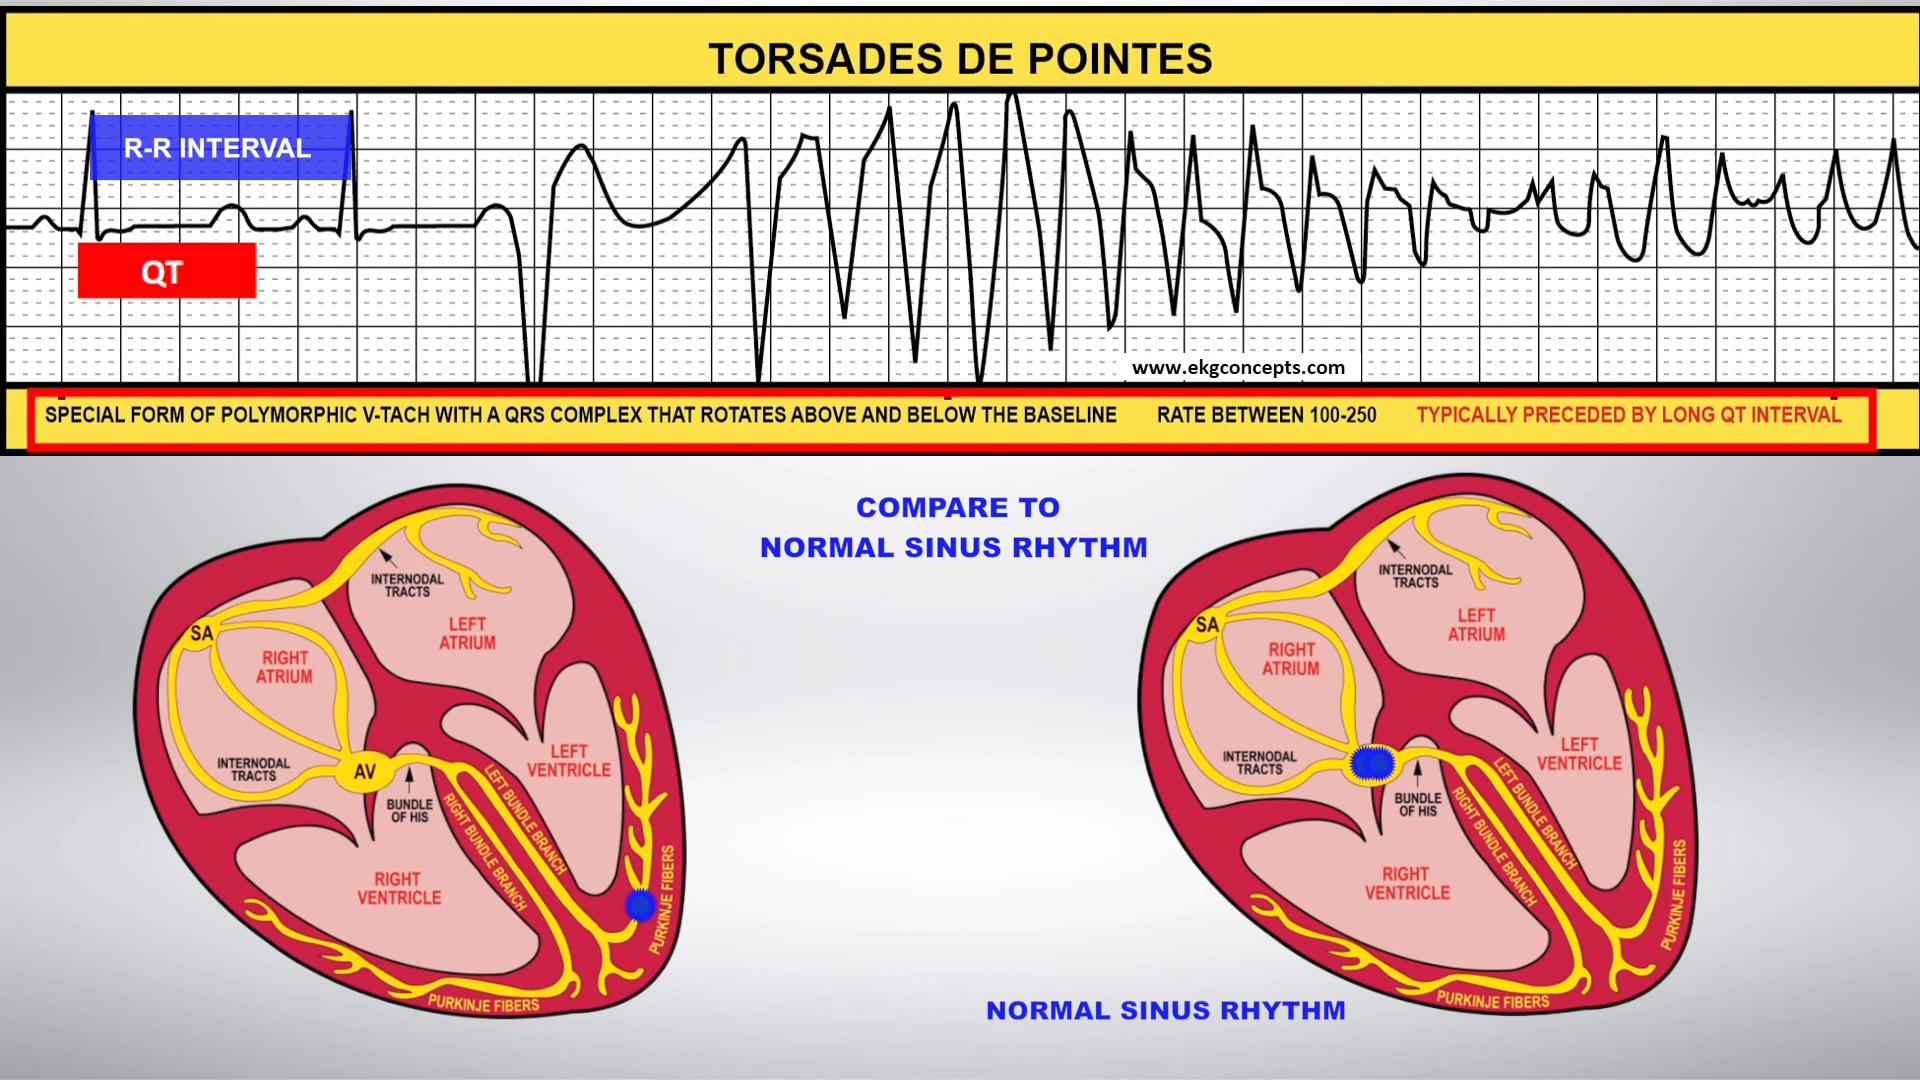 TORSADES DE POINTES
R-R INTERVAL
QT
www.ekgconcepts.com
SPECIAL FORM OF POLYMORPHIC V-TACH WITH A QRS COMPLEX THAT ROTATES ABOVE AND BELOW THE BASELINE RATE BETWEEN 100-250 TYPICALLY PRECEDED BY LONG QT INTERVAL
COMPARE TO
NORMAL SINUS RHYTHM
INTERNODAL
TRACTS
LEFT
ATRIUM
SA
RIGHT
ATRIUM
INTERNODAL
TRACTS
AV
BUNDLE
OF HIS
LEFT BUNDLE BRANCH
RIGHT BUNDLE BRANCH
LEFT
VENTRICLE
RIGHT
VENTRICLE
PURKINJE FIBERS
PURKINJE FIBERS
INTERNODAL
TRACTS
LEFT
ATRIUM
SA
RIGHT
ATRIUM
INTERNODAL
TRACTS
BUNDLE
OF HIS
LEFT BUNDLE BRANCH
RIGHT BUNDLE BRANCH
LEFT
VENTRICLE
RIGHT
VENTRICLE
PURKINJE FIBERS
PURKINJE FIBERS
NORMAL SINUS RHYTHM